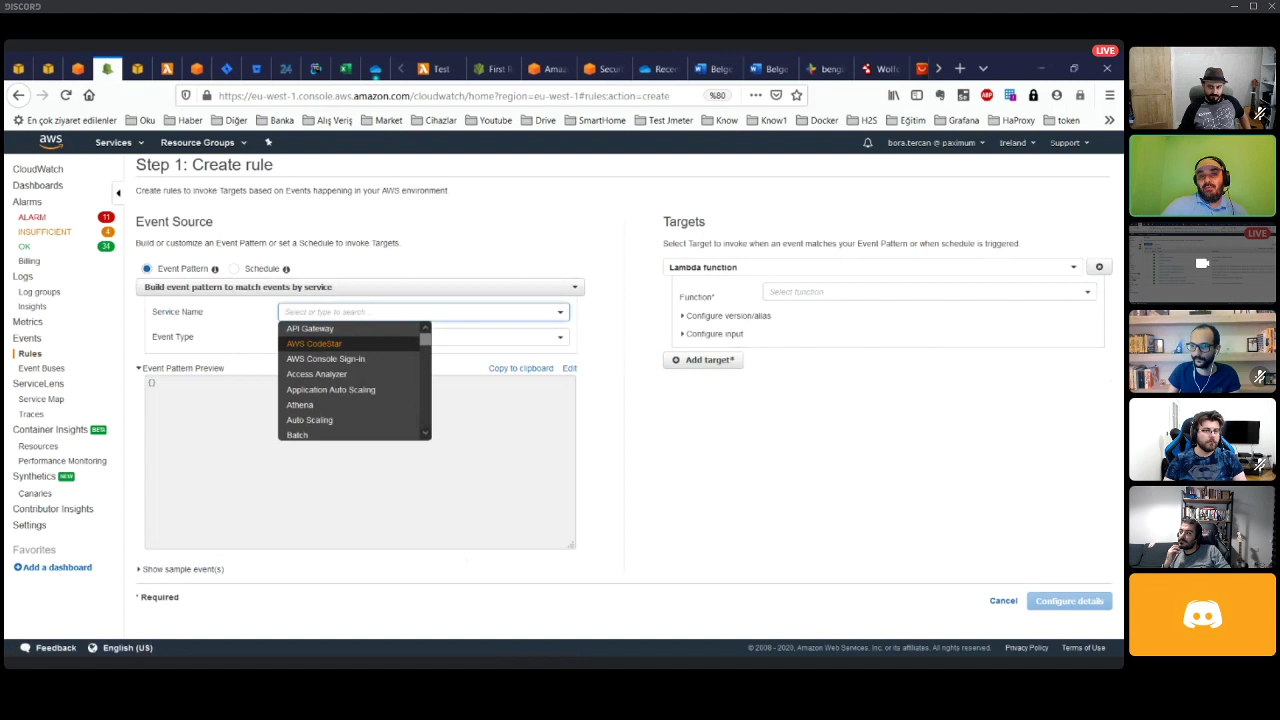 DISCORD
LIVE
Test
First R
Amaz
Securi
Recen
Belge
Belge
beng
Wolfe
https://eu-west-1.console.aws.amazon.com/cloudwatch/home?region=eu-west-1#rules:action=create
%80
En çok ziyaret edilenler
Oku
Haber
Diğer
Banka
Alış Veriş
Market
Cihazlar
Youtube
Drive
SmartHome
Test Jmeter
Know
Know1
Docker
H2S
Eğitim
Grafana
HaProxy
token
aws
Services
Resource Groups
bora.tercan @ paximum
Ireland
Support
CloudWatch
Dashboards
Alarms
ALARM 11
INSUFFICIENT 4
OK 34
Billing
Logs
Log groups
Insights
Metrics
Events
Rules
Event Buses
ServiceLens
Service Map
Traces
Container Insights BETA
Resources
Performance Monitoring
Synthetics NEW
Canaries
Contributor Insights
Settings
Favorites
Add a dashboard
Step 1: Create rule
Create rules to invoke Targets based on Events happening in your AWS environment
Event Source
Build or customize an Event Pattern or set a Schedule to invoke Targets.
Event Pattern
Schedule
Build event pattern to match events by service
Service Name
Select or type to search...
Event Type
API Gateway
AWS CodeStar
AWS Console Sign-in
Access Analyzer
Application Auto Scaling
Athena
Auto Scaling
Batch
Event Pattern Preview
Copy to clipboard
Edit
{}
Show sample event(s)
* Required
Targets
Select Target to invoke when an event matches your Event Pattern or when schedule is triggered.
Lambda function
Function*
Select function
Configure version/alias
Configure input
Add target*
Cancel
Configure details
Feedback
English (US)
© 2008 - 2020, Amazon Web Services, Inc. or its affiliates. All rights reserved.
Privacy Policy
Terms of Use
LIVE